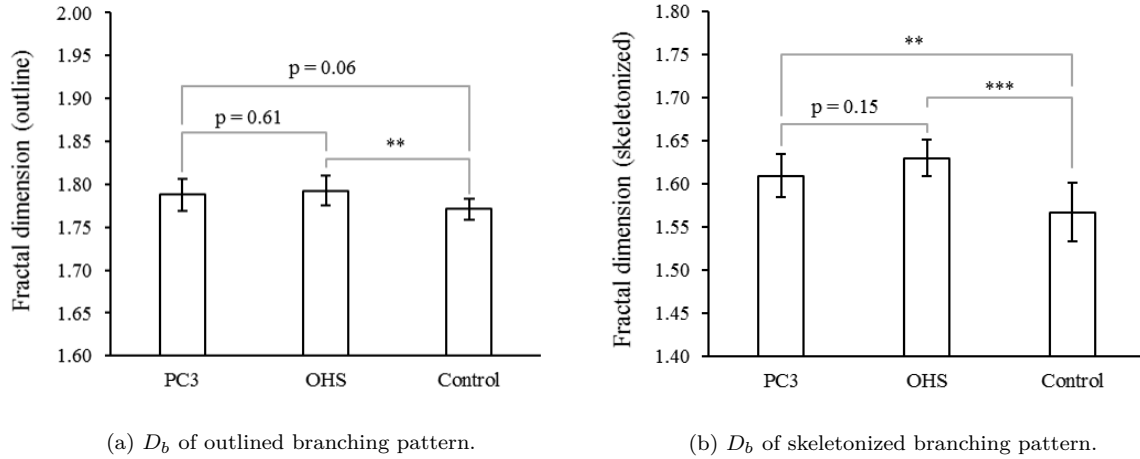 Fractal dimension (outline)
2.00
1.95
1.90
1.85
1.80
1.75
1.70
1.65
1.60
p = 0.06
p = 0.61
**
PC3 OHS Control
(a) D_b of outlined branching pattern.
Fractal dimension (skeletonized)
1.80
1.75
1.70
1.65
1.60
1.55
1.50
1.45
1.40
**
***
p = 0.15
PC3 OHS Control
(b) D_b of skeletonized branching pattern.